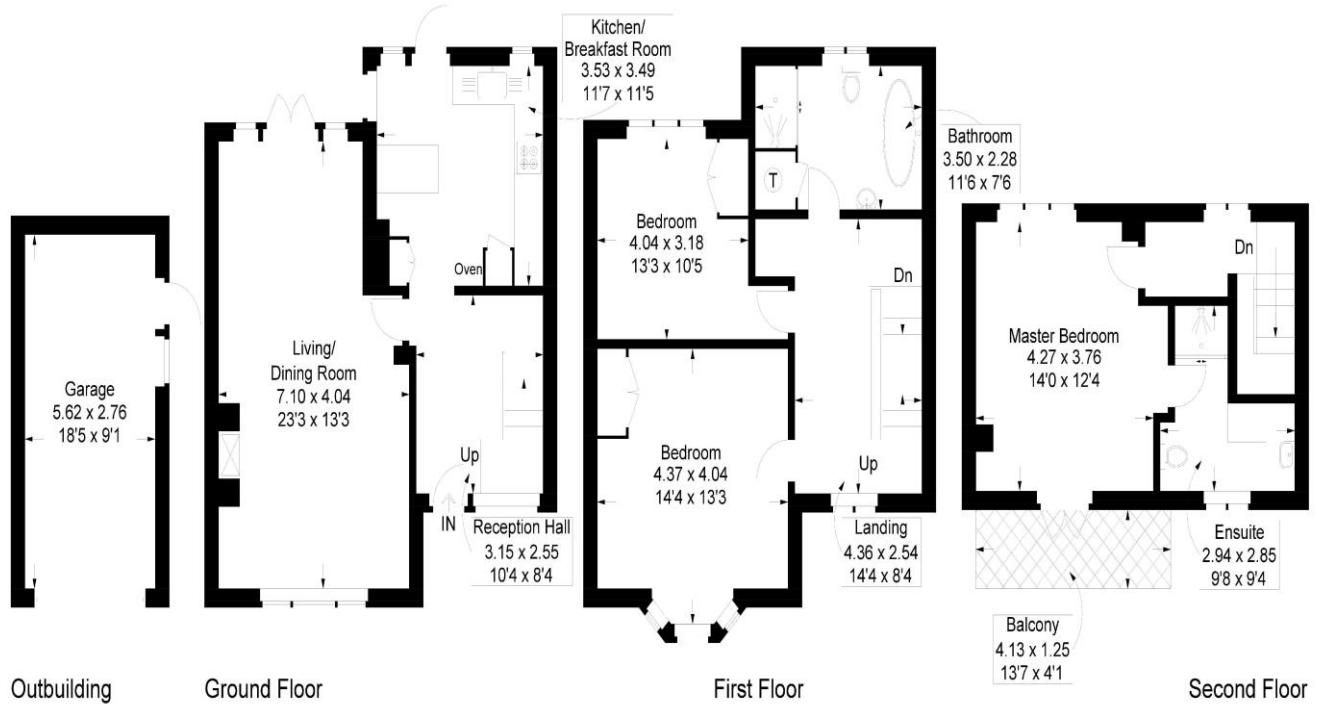 Kitchen/
Breakfast Room
3.53 x 3.49
11'7 x 11'5
Bathroom
3.50 x 2.28
11'6 x 7'6
T
Bedroom
4.04 x 3.18
13'3 x 10'5
Dn
Dn
Oven
Living/
Dining Room
7.10 x 4.04
23'3 x 13'3
Master Bedroom
4.27 x 3.76
14'0 x 12'4
Garage
5.62 x 2.76
18'5 x 9'1
Up
Bedroom
4.37 x 4.04
14'4 x 13'3
Up
IN
Reception Hall
3.15 x 2.55
10'4 x 8'4
Landing
4.36 x 2.54
14'4 x 8'4
Ensuite
2.94 x 2.85
9'8 x 9'4
Balcony
4.13 x 1.25
13'7 x 4'1
Outbuilding
Ground Floor
First Floor
Second Floor